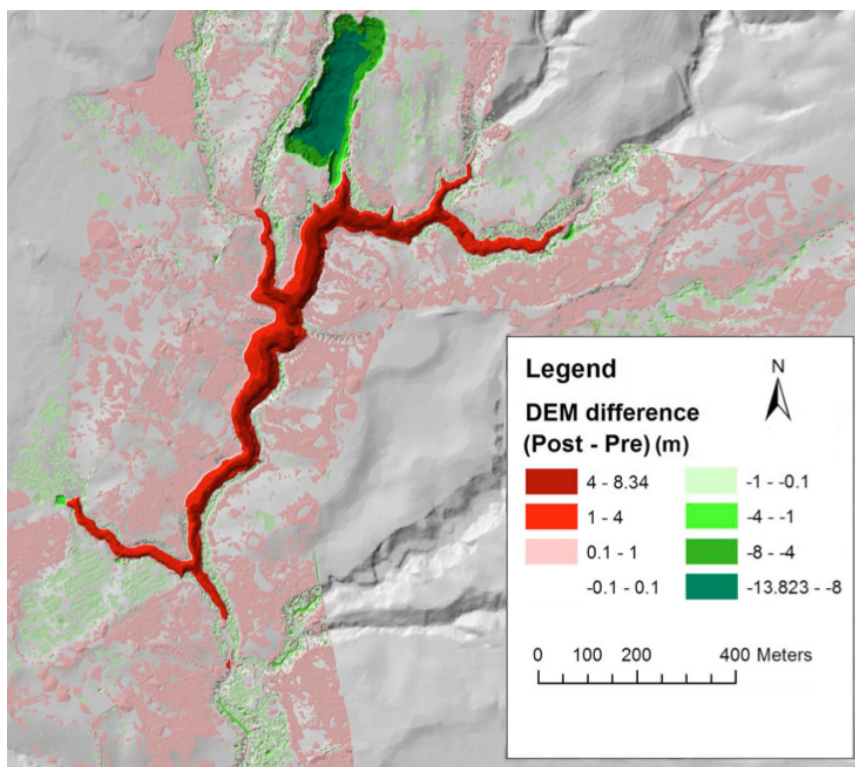 Legend
N
DEM difference
(Post - Pre) (m)
4 - 8.34
1 - 4
0.1 - 1
-0.1 - 0.1
-1 - -0.1
-4 - -1
-8 - -4
-13.823 - -8
0 100 200 400 Meters